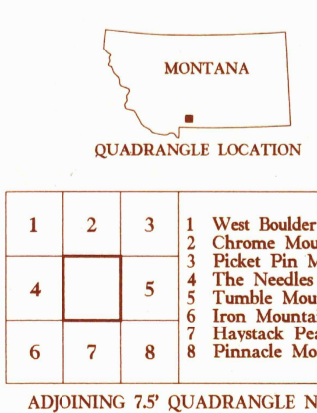 MONTANA
QUADRANGLE LOCATION
1 2 3
4 5
6 7 8
1 West Boulder
2 Chrome Mou
3 Picket Pin M
4 The Needles
5 Tumble Mou
6 Iron Mountai
7 Haystack Pea
8 Pinnacle Mo
ADJOINING 7.5' QUADRANGLE N